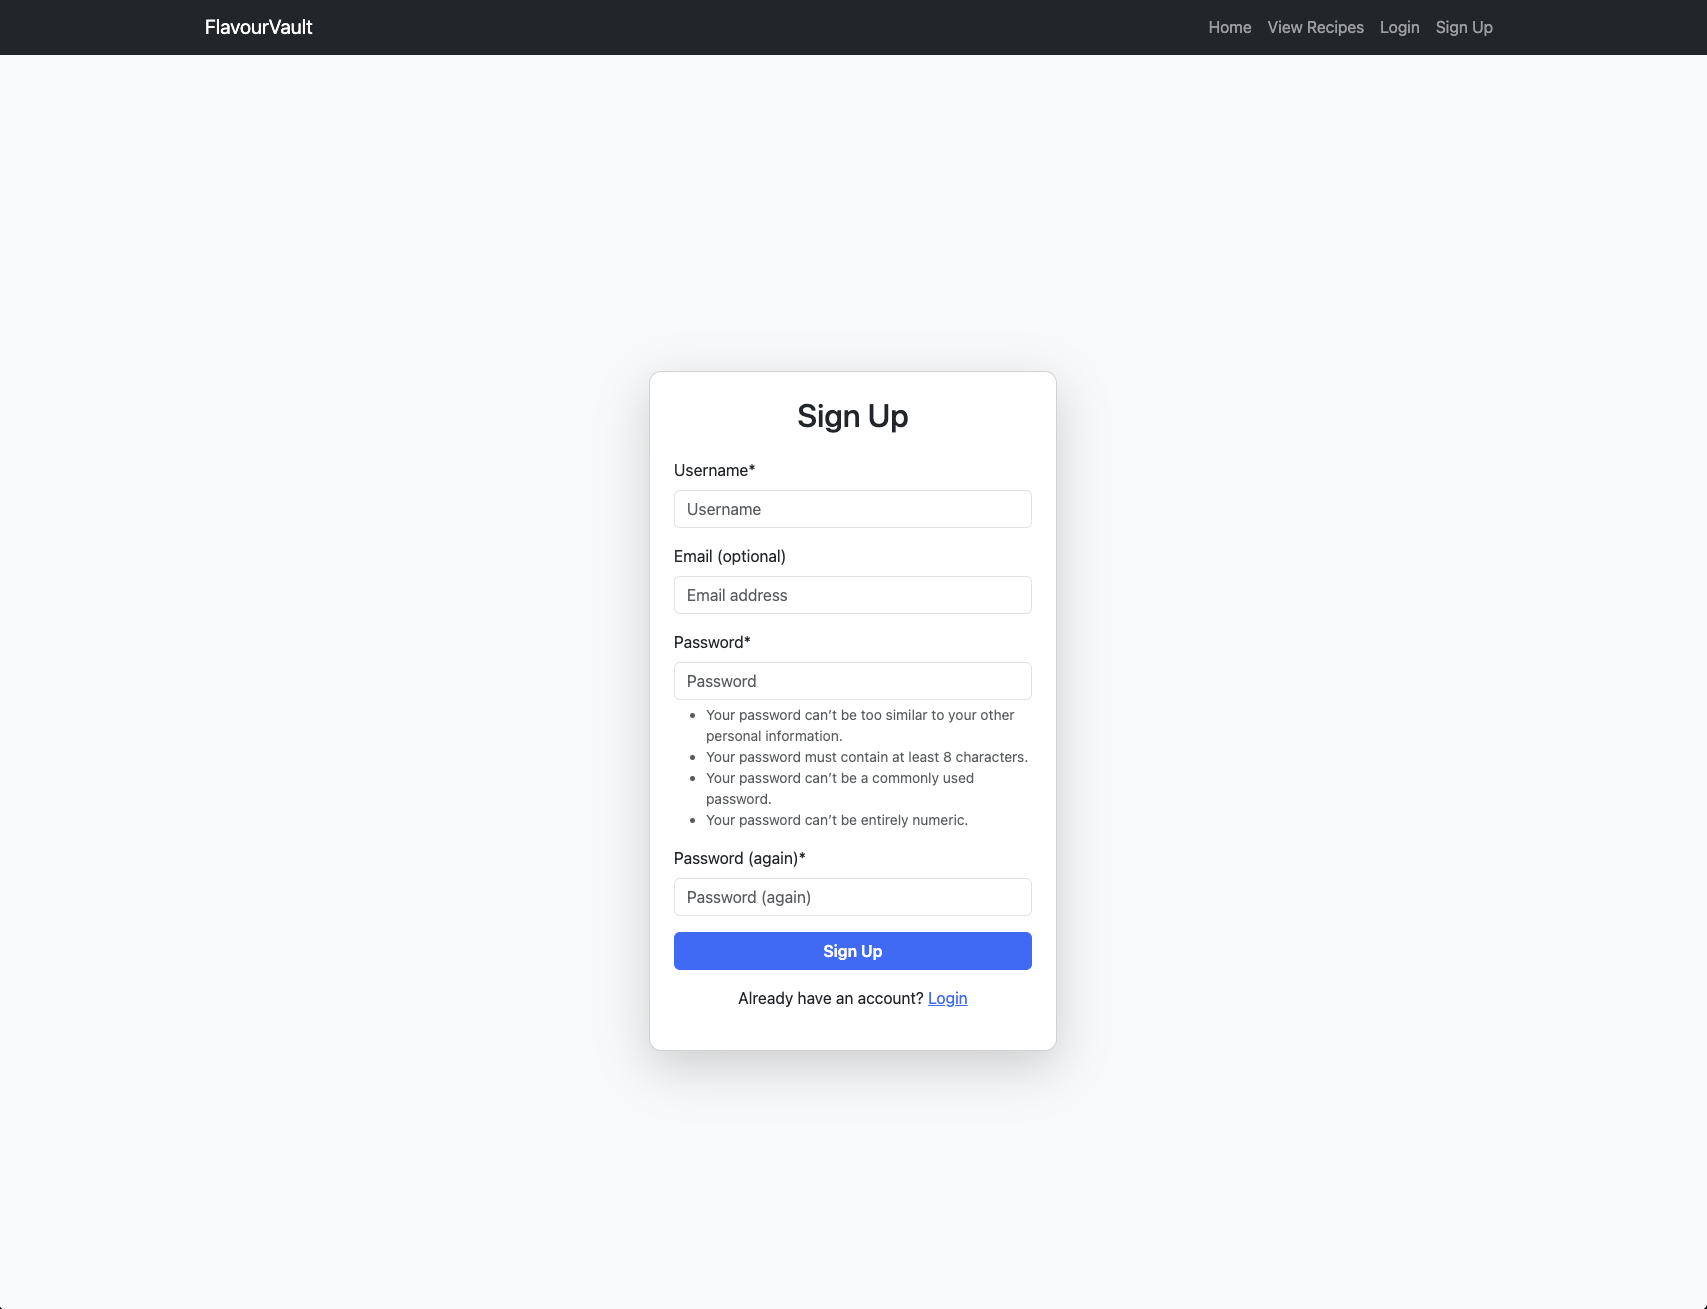 FlavourVault
Home View Recipes Login Sign Up
Sign Up
Username*
Username
Email (optional)
Email address
Password*
Password
Your password can’t be too similar to your other
personal information.
Your password must contain at least 8 characters.
Your password can’t be a commonly used
password.
Your password can’t be entirely numeric.
Password (again)*
Password (again)
Sign Up
Already have an account? Login